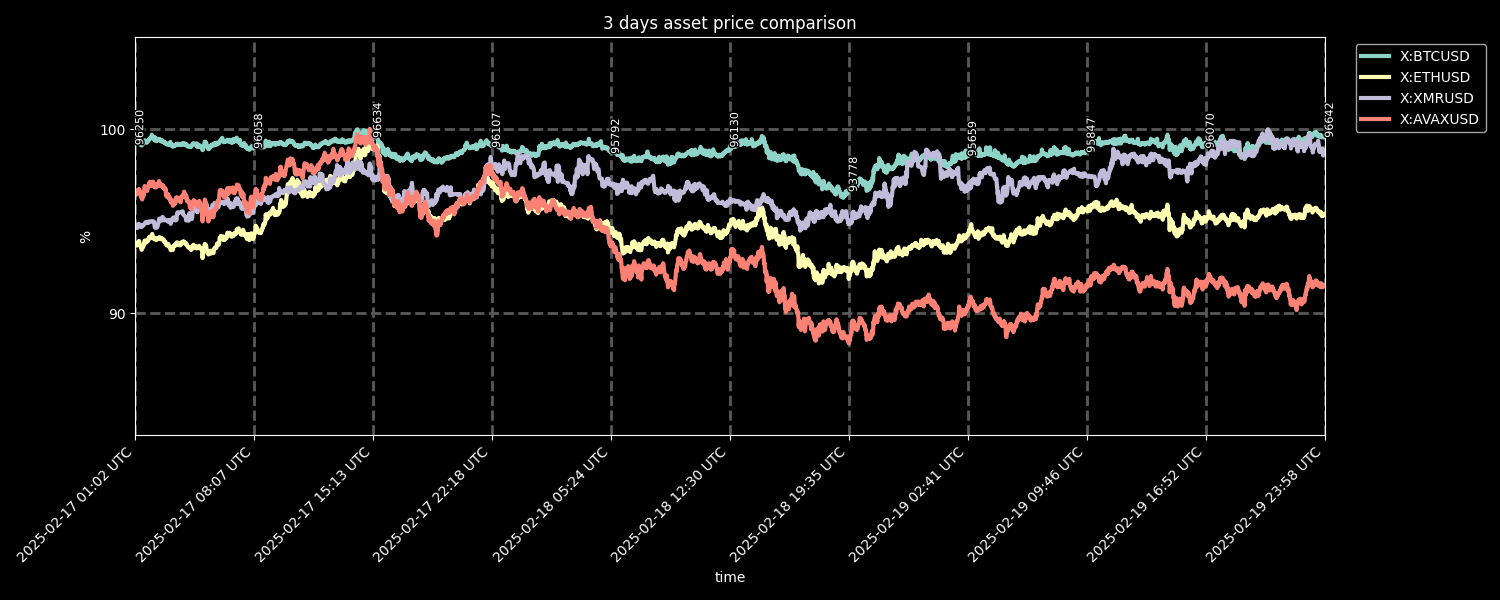 3 days asset price comparison
X:BTCUSD
X:ETHUSD
X:XMRUSD
X:AVAXUSD
100
90
%
96250
96058
96634
96107
95792
96130
93778
95659
95847
96070
96642
2025-02-17 01:02 UTC
2025-02-17 08:07 UTC
2025-02-17 15:13 UTC
2025-02-17 22:18 UTC
2025-02-18 05:24 UTC
2025-02-18 12:30 UTC
2025-02-18 19:35 UTC
2025-02-19 02:41 UTC
2025-02-19 09:46 UTC
2025-02-19 16:52 UTC
2025-02-19 23:58 UTC
time